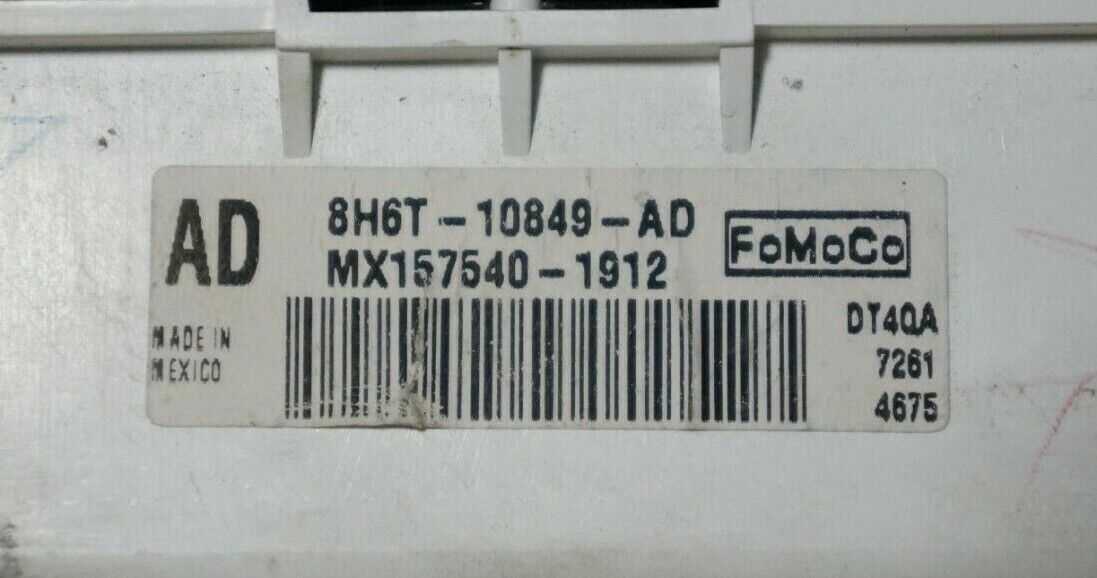 AD
8H6T-10849-AD
MX157540-1912
FoMoCo
MADE IN
MEXICO
DT4QA
7261
4675